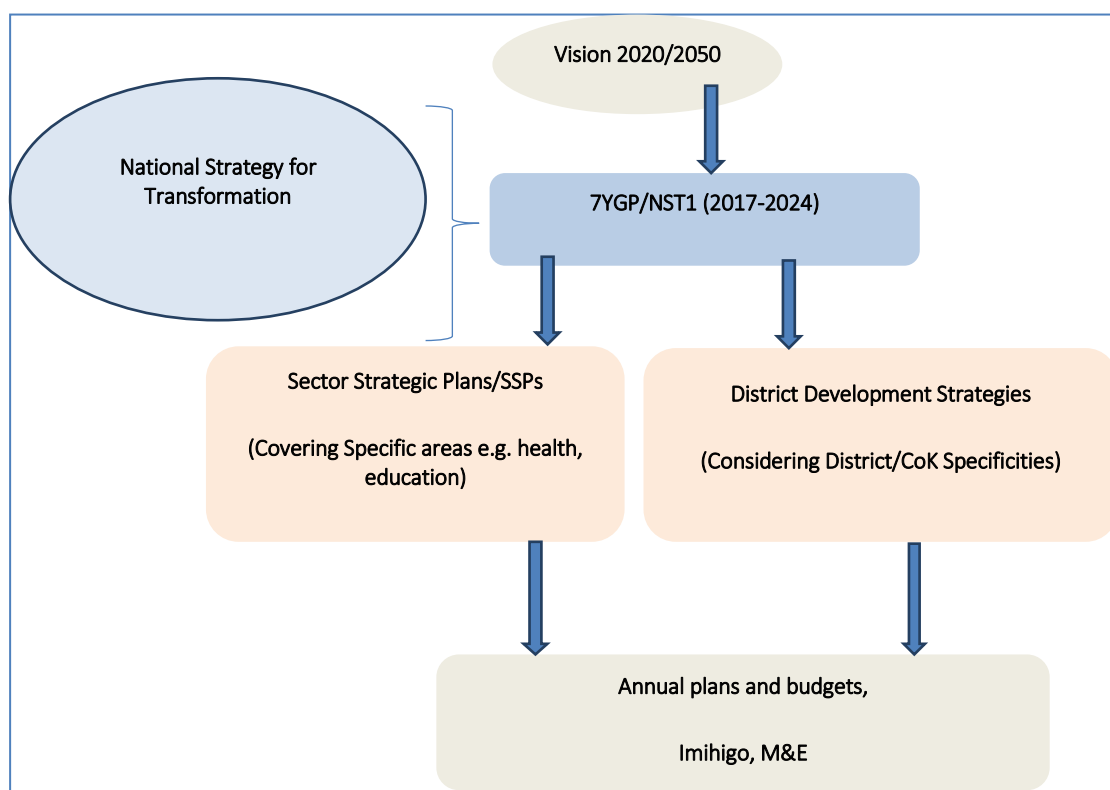 Vision 2020/2050
National Strategy for
Transformation
7YGP/NST1 (2017-2024)
Sector Strategic Plans/SSPs
(Covering Specific areas e.g. health,
education)
District Development Strategies
(Considering District/CoK Specificities)
Annual plans and budgets,
Imihigo, M&E